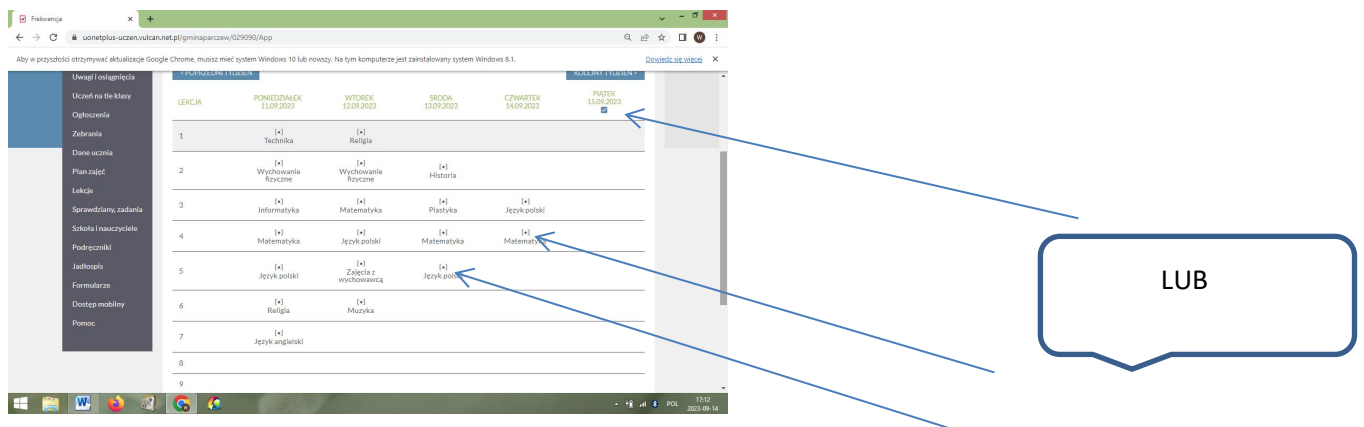 Frekwencja
uonetplus-uczen.vulcan.net.pl/gminaparczew/029090/App
W
Aby w przyszłości otrzymywać aktualizacje Google Chrome, musisz mieć system Windows 10 lub nowszy. Na tym komputerze jest zainstalowany system Windows 8.1.
Dowiedz się więcej
Uwagi i osiągnięcia
Uczeń na tle klasy
Ogłoszenia
Zebrania
Dane ucznia
Plan zajęć
Lekcje
Sprawdziany, zadania
Szkoła i nauczyciele
Podręczniki
Jadłospis
Formularze
Dostęp mobilny
Pomoc
< POPRZEDNI TYDZIEŃ
KOLEJNY TYDZIEŃ >
LEKCJA
PONIEDZIAŁEK
11.09.2023
WTOREK
12.09.2023
ŚRODA
13.09.2023
CZWARTEK
14.09.2023
PIĄTEK
15.09.2023
1
[•]
Technika
[•]
Religia
2
[•]
Wychowanie
fizyczne
[•]
Wychowanie
fizyczne
[•]
Historia
3
[•]
Informatyka
[•]
Matematyka
[•]
Plastyka
[•]
Język polski
4
[•]
Matematyka
[•]
Język polski
[•]
Matematyka
[•]
Matematyka
5
[•]
Język polski
[•]
Zajęcia z
wychowawcą
[•]
Język polski
6
[•]
Religia
[•]
Muzyka
7
[•]
Język angielski
8
9
POL
17:12
2023-09-14
LUB